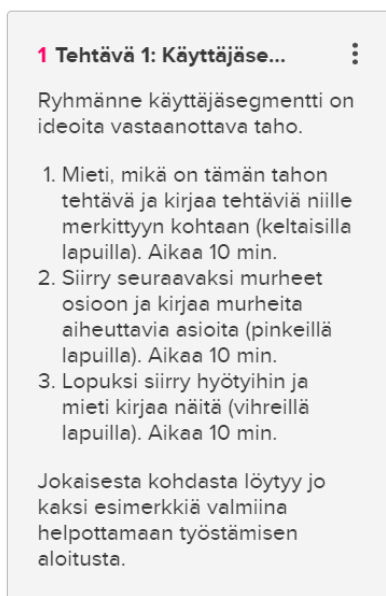 1 Tehtävä 1: Käyttäjäse...
Ryhmänne käyttäjäsegmentti on
ideoita vastaanottava taho.
1. Mieti, mikä on tämän tahon
tehtävä ja kirjaa tehtäviä niille
merkittyyn kohtaan (keltaisilla
lapuilla). Aikaa 10 min.
2. Siirry seuraavaksi murheet
osioon ja kirjaa murheita
aiheuttavia asioita (pinkeillä
lapuilla). Aikaa 10 min.
3. Lopuksi siirry hyötyihin ja
mieti kirjaa näitä (vihreillä
lapuilla). Aikaa 10 min.
Jokaisesta kohdasta löytyy jo
kaksi esimerkkiä valmiina
helpottamaan työstämisen
aloitusta.